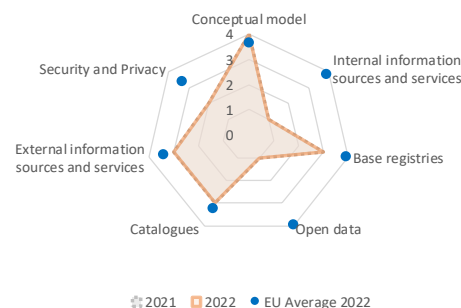 Conceptual model
4
3
2
1
0
Internal information
sources and services
Base registries
Open data
Catalogues
External information
sources and services
Security and Privacy
2021 2022 EU Average 2022